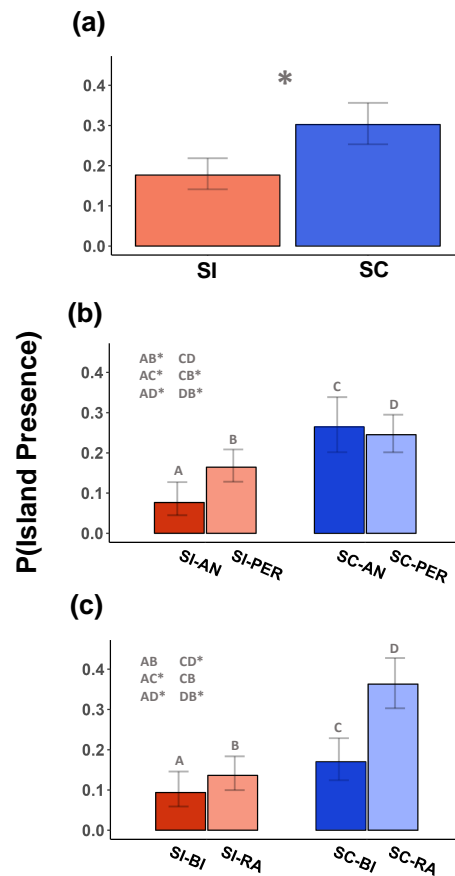 P(Island Presence)
(a)
*
0.4
0.3
0.2
0.1
0.0
SI SC
(b)
AB* CD
AC* CB*
AD* DB*
0.4
0.3
0.2
0.1
0.0
A B C D
SI-AN SI-PER SC-AN SC-PER
(c)
AB CD*
AC* CB
AD* DB*
0.4
0.3
0.2
0.1
0.0
A B C D
SI-BI SI-RA SC-BI SC-RA